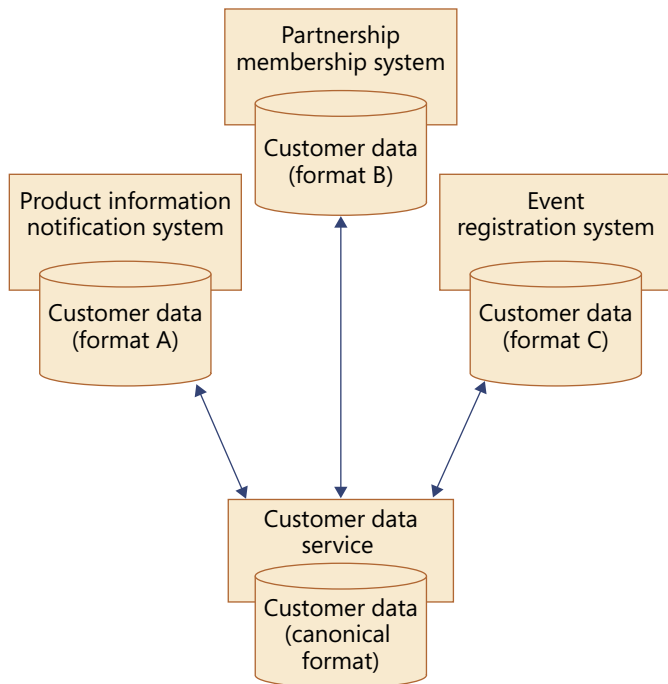 Partnership
membership system
Customer data
(format B)
Product information
notification system
Customer data
(format A)
Event
registration system
Customer data
(format C)
Customer data
service
Customer data
(canonical
format)